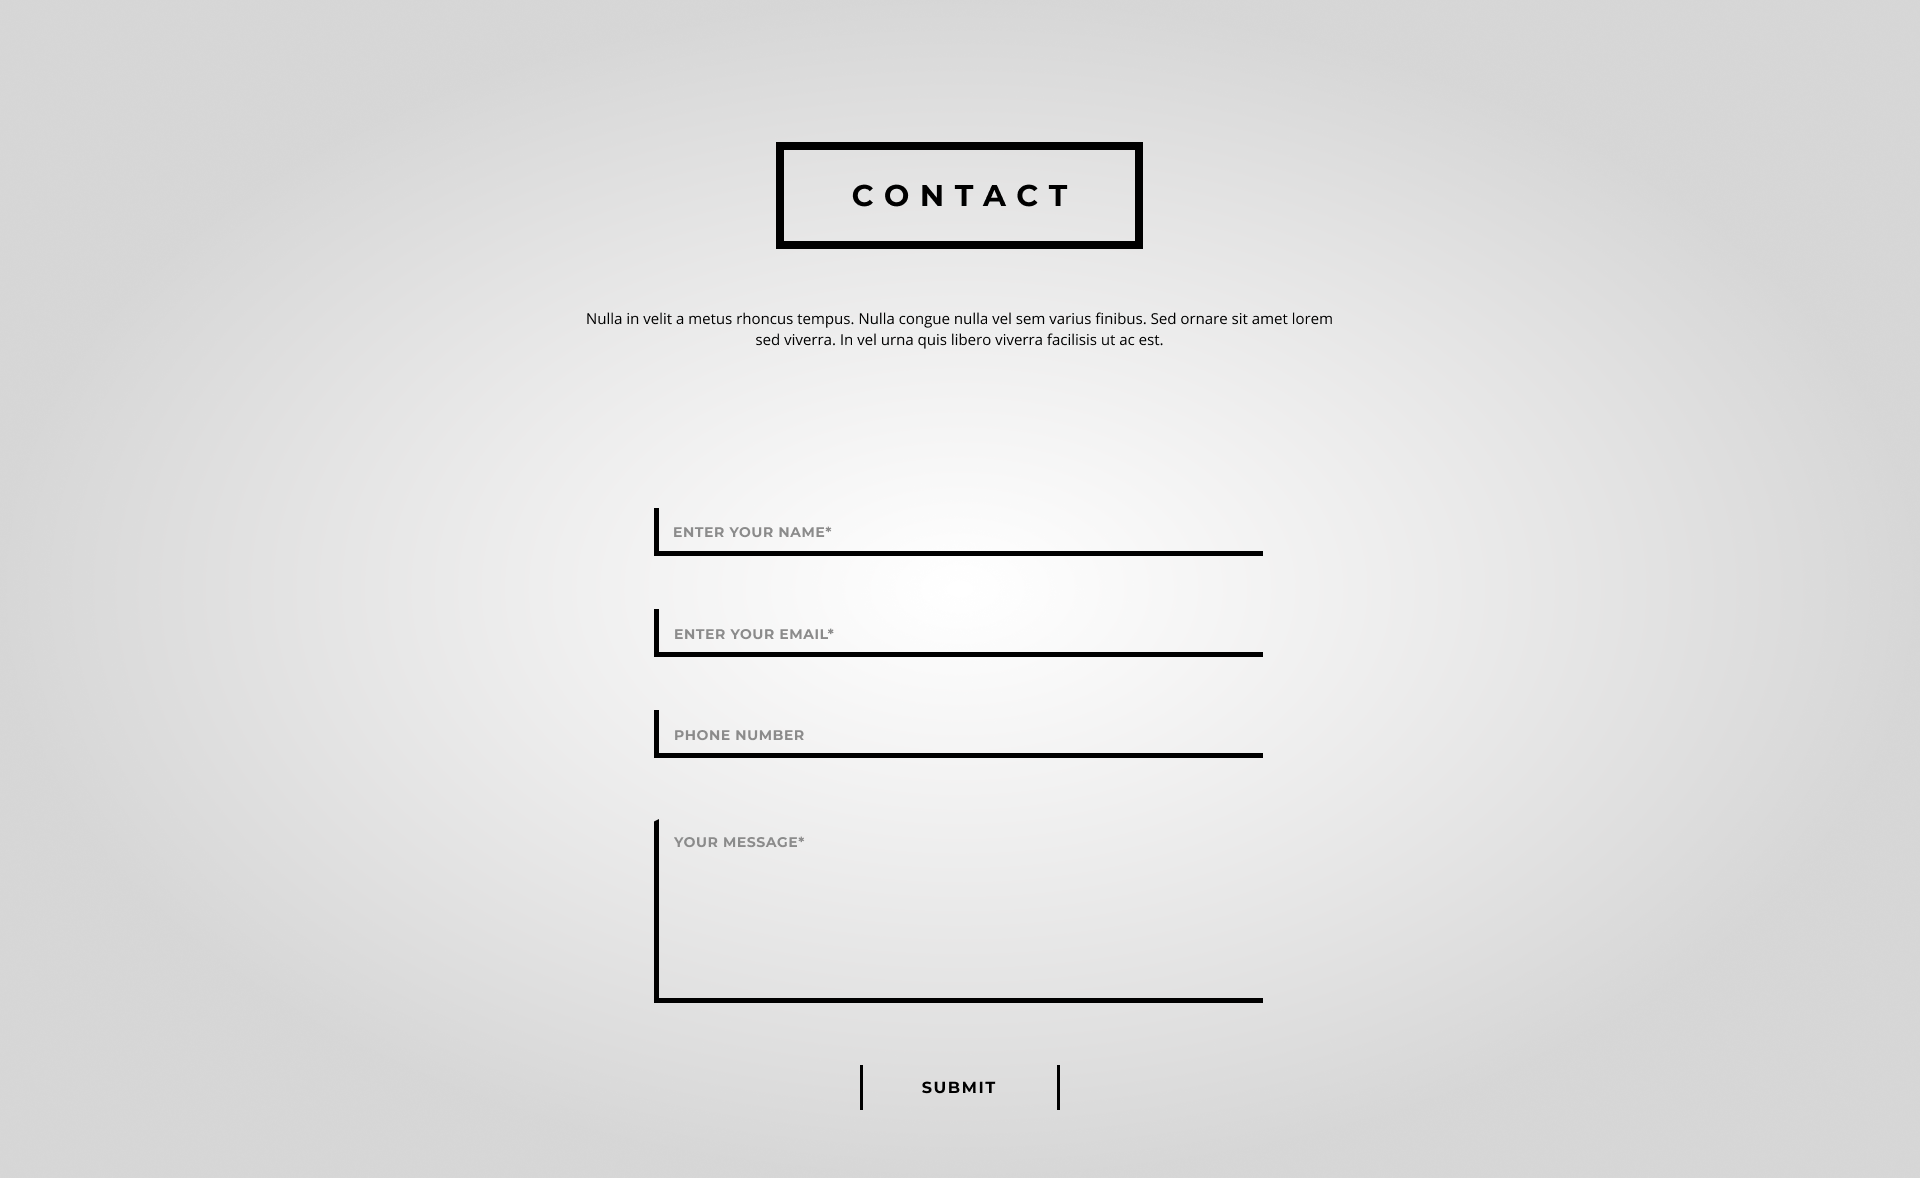 CONTACT
Nulla in velit a metus rhoncus tempus. Nulla congue nulla vel sem varius finibus. Sed ornare sit amet lorem
sed viverra. In vel urna quis libero viverra facilisis ut ac est.
ENTER YOUR NAME*
ENTER YOUR EMAIL*
PHONE NUMBER
YOUR MESSAGE*
SUBMIT